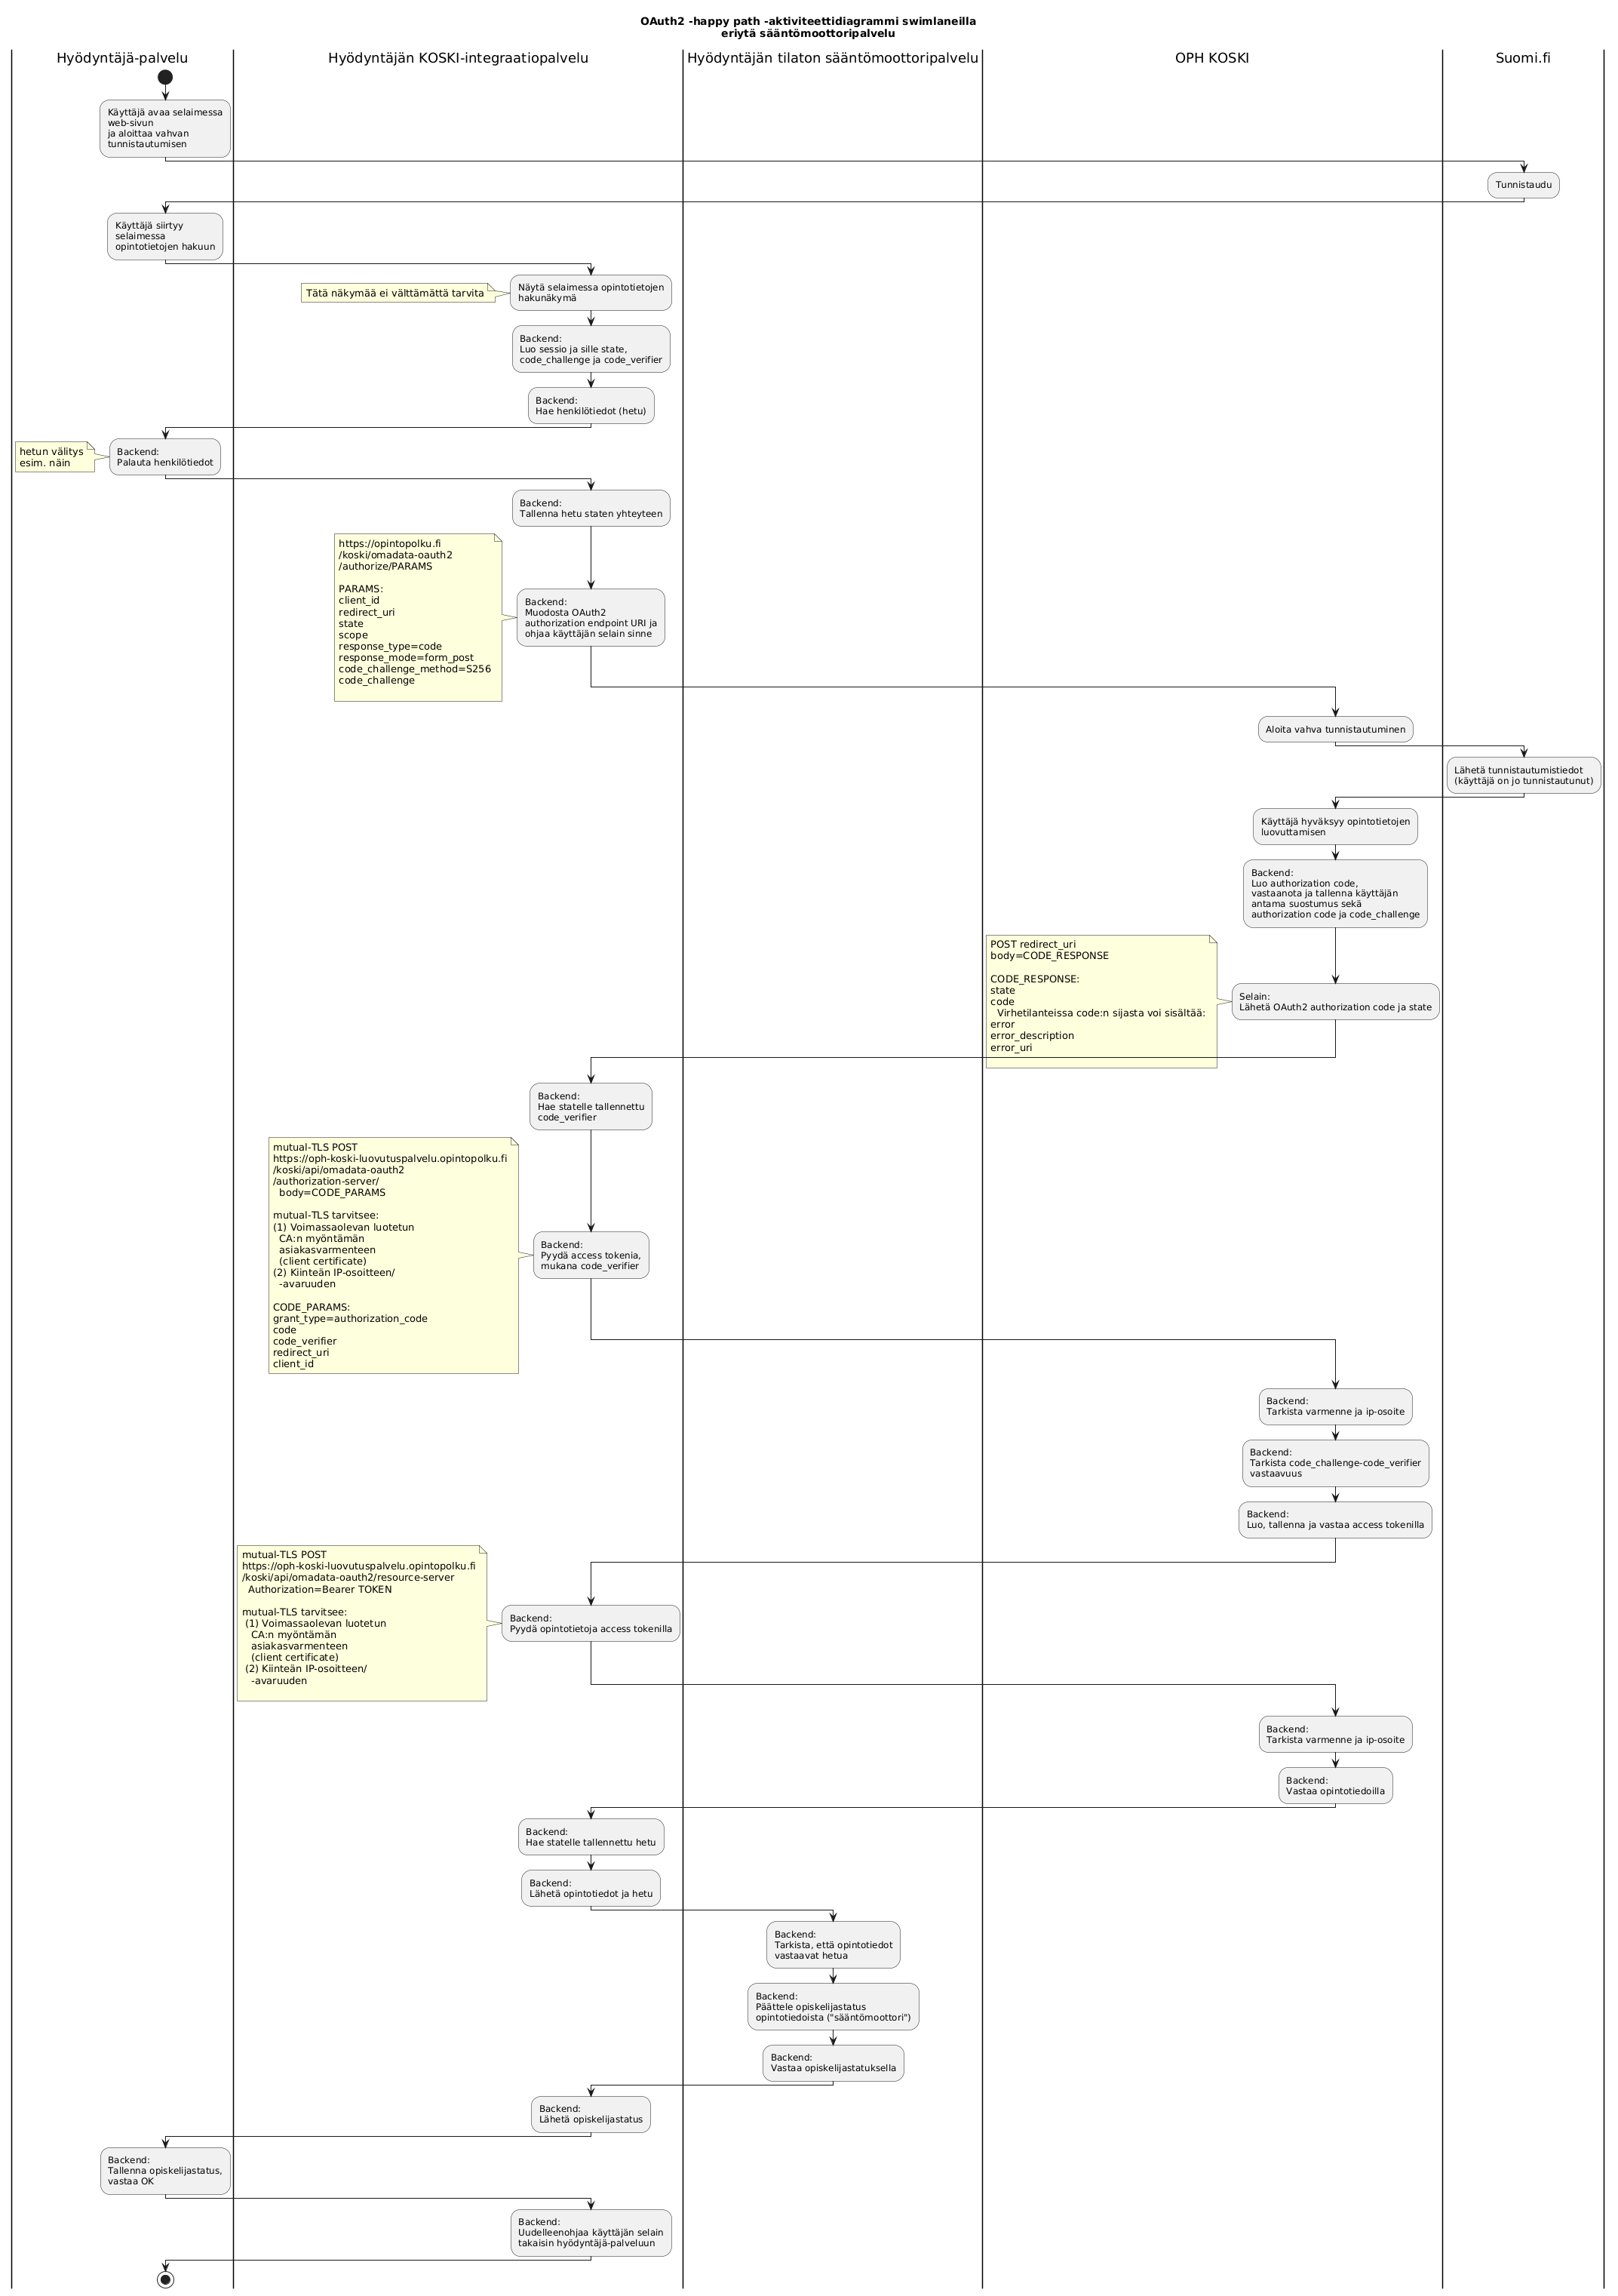 OAuth2 -happy path -aktiviteettidiagrammi swimlaneilla
eriytä sääntömoottoripalvelu
Hyödyntäjä-palvelu
Hyödyntäjän KOSKI-integraatiopalvelu
Hyödyntäjän tilaton sääntömoottoripalvelu
OPH KOSKI
Suomi.fi
Käyttäjä avaa selaimessa
web-sivun
ja aloittaa vahvan
tunnistautumisen
Tunnistaudu
Käyttäjä siirtyy
selaimessa
opintotietojen hakuun
Tätä näkymää ei välttämättä tarvita
Näytä selaimessa opintotietojen
hakunäkymä
Backend:
Luo sessio ja sille state,
code_challenge ja code_verifier
Backend:
Hae henkilötiedot (hetu)
hetun välitys
esim. näin
Backend:
Palauta henkilötiedot
Backend:
Tallenna hetu staten yhteyteen
https://opintopolku.fi
/koski/omadata-oauth2
/authorize/PARAMS
PARAMS:
client_id
redirect_uri
state
scope
response_type=code
response_mode=form_post
code_challenge_method=S256
code_challenge
Backend:
Muodosta OAuth2
authorization endpoint URI ja
ohjaa käyttäjän selain sinne
Aloita vahva tunnistautuminen
Lähetä tunnistautumistiedot
(käyttäjä on jo tunnistautunut)
Käyttäjä hyväksyy opintotietojen
luovuttamisen
Backend:
Luo authorization code,
vastaanota ja tallenna käyttäjän
antama suostumus sekä
authorization code ja code_challenge
POST redirect_uri
body=CODE_RESPONSE
CODE_RESPONSE:
state
code
Virhetilanteissa code:n sijasta voi sisältää:
error
error_description
error_uri
Selain:
Lähetä OAuth2 authorization code ja state
Backend:
Hae statelle tallennettu
code_verifier
mutual-TLS POST
https://oph-koski-luovutuspalvelu.opintopolku.fi
/koski/api/omadata-oauth2
/authorization-server/
body=CODE_PARAMS
mutual-TLS tarvitsee:
(1) Voimassaolevan luotetun
CA:n myöntämän
asiakasvarmenteen
(client certificate)
(2) Kiinteän IP-osoitteen/
-avaruuden
CODE_PARAMS:
grant_type=authorization_code
code
code_verifier
redirect_uri
client_id
Backend:
Pyydä access tokenia,
mukana code_verifier
Backend:
Tarkista varmenne ja ip-osoite
Backend:
Tarkista code_challenge-code_verifier
vastaavuus
Backend:
Luo, tallenna ja vastaa access tokenilla
mutual-TLS POST
https://oph-koski-luovutuspalvelu.opintopolku.fi
/koski/api/omadata-oauth2/resource-server
Authorization=Bearer TOKEN
mutual-TLS tarvitsee:
(1) Voimassaolevan luotetun
CA:n myöntämän
asiakasvarmenteen
(client certificate)
(2) Kiinteän IP-osoitteen/
-avaruuden
Backend:
Pyydä opintotietoja access tokenilla
Backend:
Tarkista varmenne ja ip-osoite
Backend:
Vastaa opintotiedoilla
Backend:
Hae statelle tallennettu hetu
Backend:
Lähetä opintotiedot ja hetu
Backend:
Tarkista, että opintotiedot
vastaavat hetua
Backend:
Päättele opiskelijastatus
opintotiedoista ("sääntömoottori")
Backend:
Vastaa opiskelijastatuksella
Backend:
Lähetä opiskelijastatus
Backend:
Tallenna opiskelijastatus,
vastaa OK
Backend:
Uudelleenohjaa käyttäjän selain
takaisin hyödyntäjä-palveluun